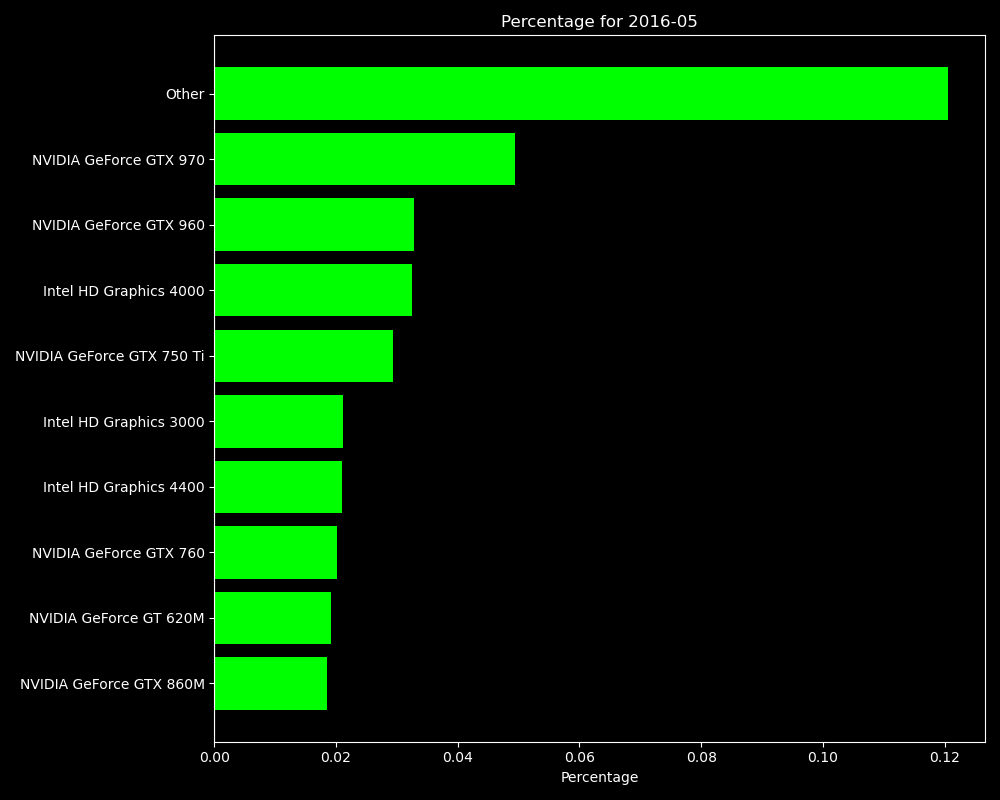 Percentage for 2016-05
Other
NVIDIA GeForce GTX 970
NVIDIA GeForce GTX 960
Intel HD Graphics 4000
NVIDIA GeForce GTX 750 Ti
Intel HD Graphics 3000
Intel HD Graphics 4400
NVIDIA GeForce GTX 760
NVIDIA GeForce GT 620M
NVIDIA GeForce GTX 860M
0.00 0.02 0.04 0.06 0.08 0.10 0.12
Percentage